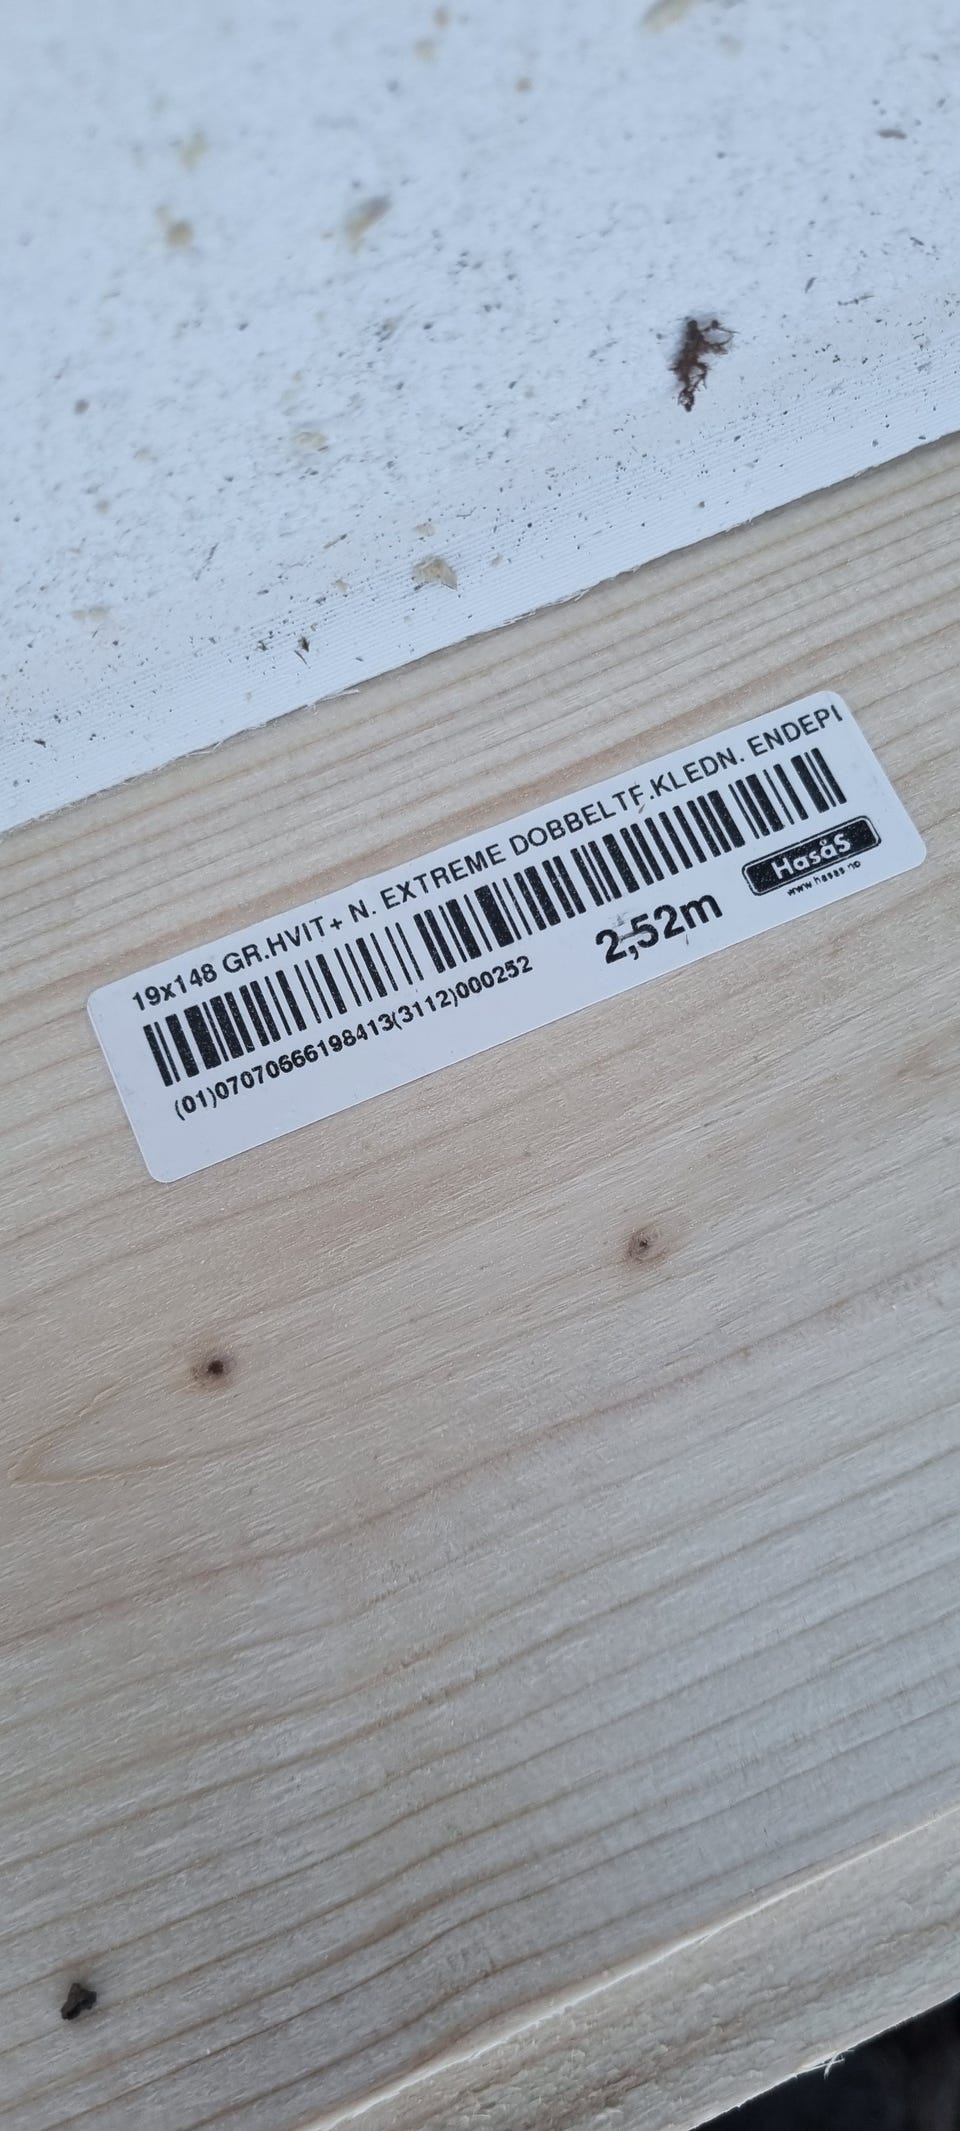 19x148 GR.HVIT+ N. EXTREME DOBBELTF.KLEDN. ENDEPI
(01)07070666198413(3112)000252
2,52m
Hasås
www.hasas.no